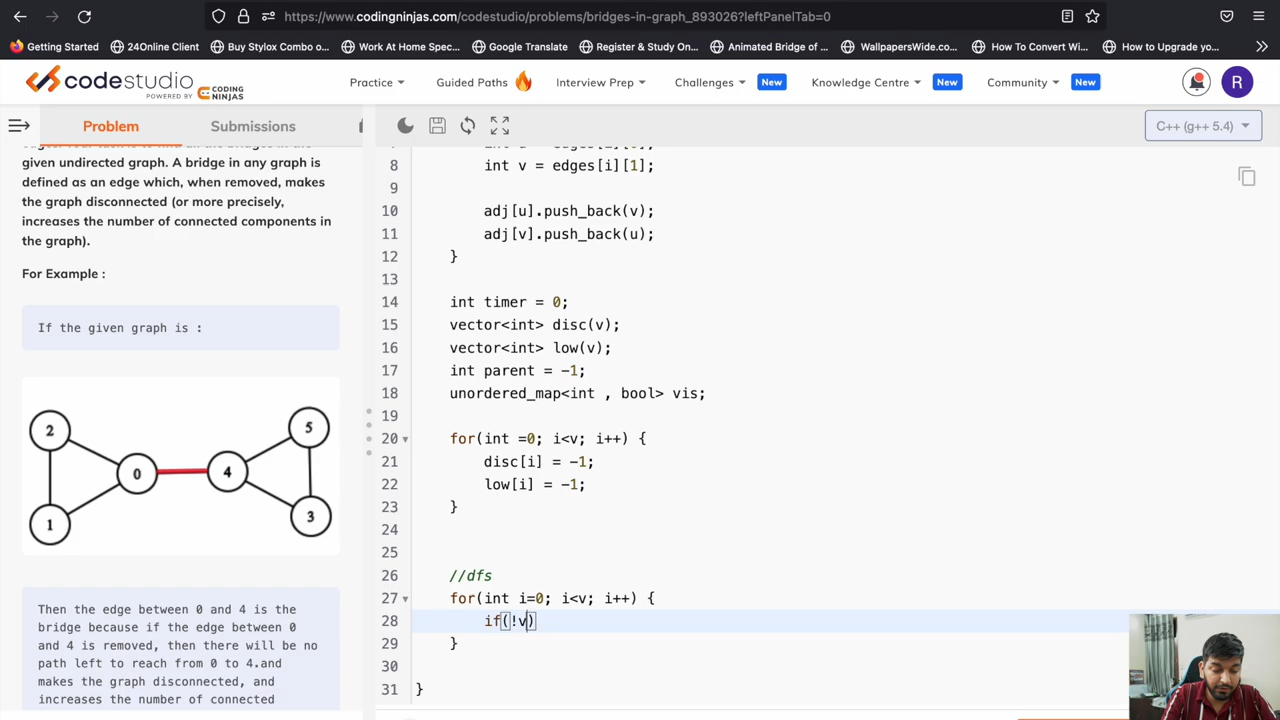 https://www.codingninjas.com/codestudio/problems/bridges-in-graph_893026?leftPanelTab=0
Getting Started 24Online Client Buy Stylox Combo o... Work At Home Spec... Google Translate Register & Study On... Animated Bridge of ... WallpapersWide.co... How To Convert Wi... How to Upgrade yo...
codestudio
POWERED BY CODING NINJAS
Practice Guided Paths Interview Prep Challenges New Knowledge Centre New Community New R
Problem Submissions
C++ (g++ 5.4)
given undirected graph. A bridge in any graph is
defined as an edge which, when removed, makes
the graph disconnected (or more precisely,
increases the number of connected components in
the graph).
For Example :
If the given graph is :
2 5
0 4
1 3
Then the edge between 0 and 4 is the
bridge because if the edge between 0
and 4 is removed, then there will be no
path left to reach from 0 to 4.and
makes the graph disconnected, and
increases the number of connected
8 int v = edges[i][1];
9
10 adj[u].push_back(v);
11 adj[v].push_back(u);
12 }
13
14 int timer = 0;
15 vector<int> disc(v);
16 vector<int> low(v);
17 int parent = -1;
18 unordered_map<int , bool> vis;
19
20 for(int =0; i<v; i++) {
21 disc[i] = -1;
22 low[i] = -1;
23 }
24
25
26 //dfs
27 for(int i=0; i<v; i++) {
28 if(!v)
29 }
30
31 }